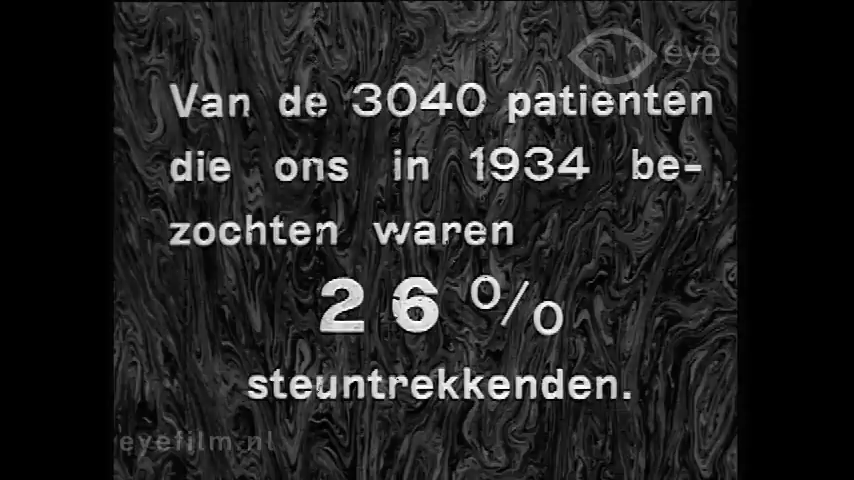 eye
Van de 3040 patienten
die ons in 1934 be-
zochten waren
26 %
steuntrekkenden.
eyefilm.nl